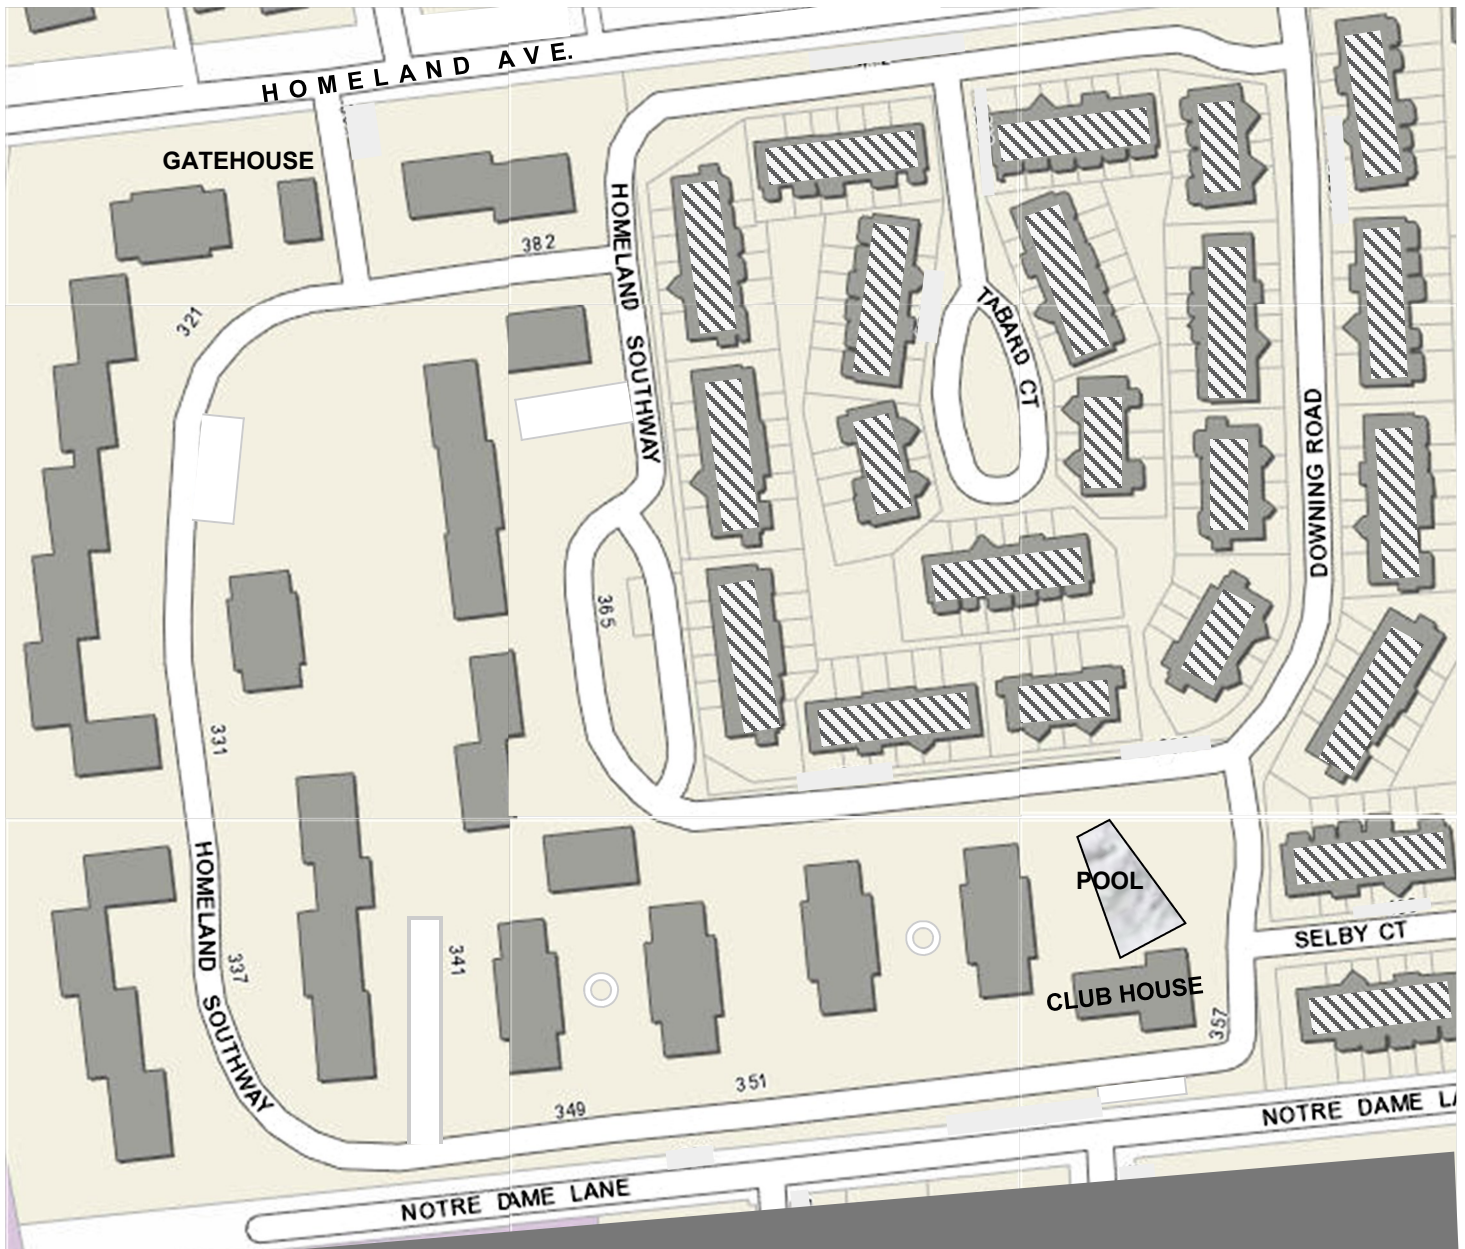 HOMELAND AVE.
GATEHOUSE
382
HOMELAND SOUTHWAY
321
TABARD CT
DOWNING ROAD
365
331
HOMELAND SOUTHWAY
337
341
POOL
SELBY CT
CLUB HOUSE
357
351
349
NOTRE DAME LA
NOTRE DAME LANE